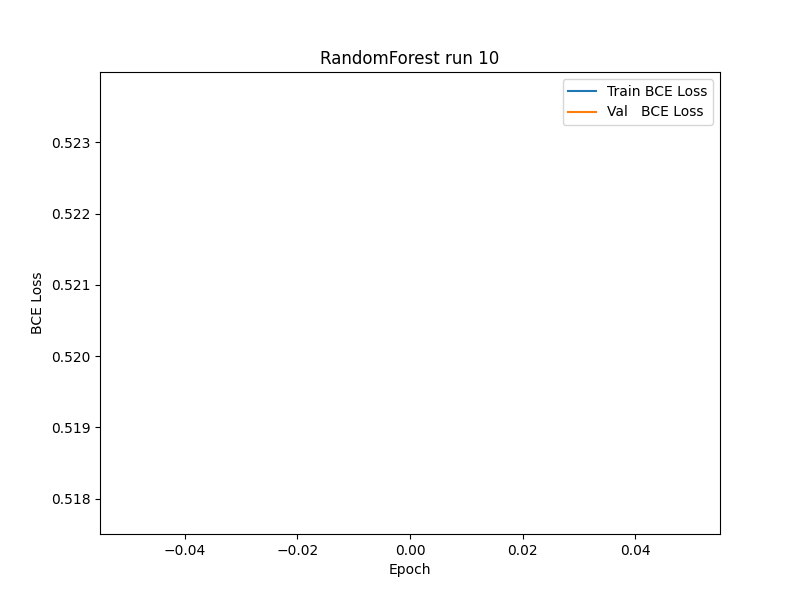 RandomForest run 10
Train BCE Loss
Val   BCE Loss
0.523
0.522
0.521
0.520
0.519
0.518
BCE Loss
−0.04
−0.02
0.00
0.02
0.04
Epoch